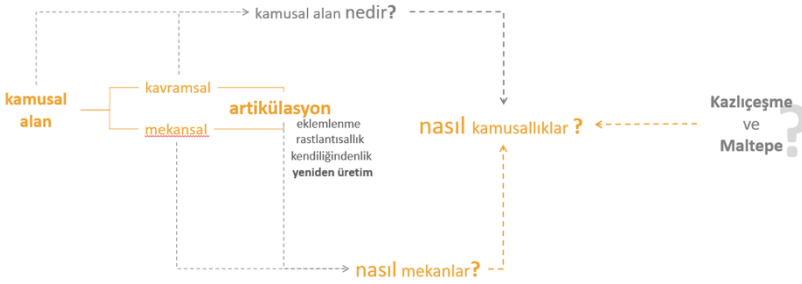 kamusal alan nedir?
kamusal
alan
kavramsal
mekansal
artikülasyon
eklemlenme
rastlantısallık
kendiliğindenlik
yeniden üretim
nasıl kamusallıklar ?
Kazlıçeşme
ve
Maltepe
?
nasıl mekanlar?